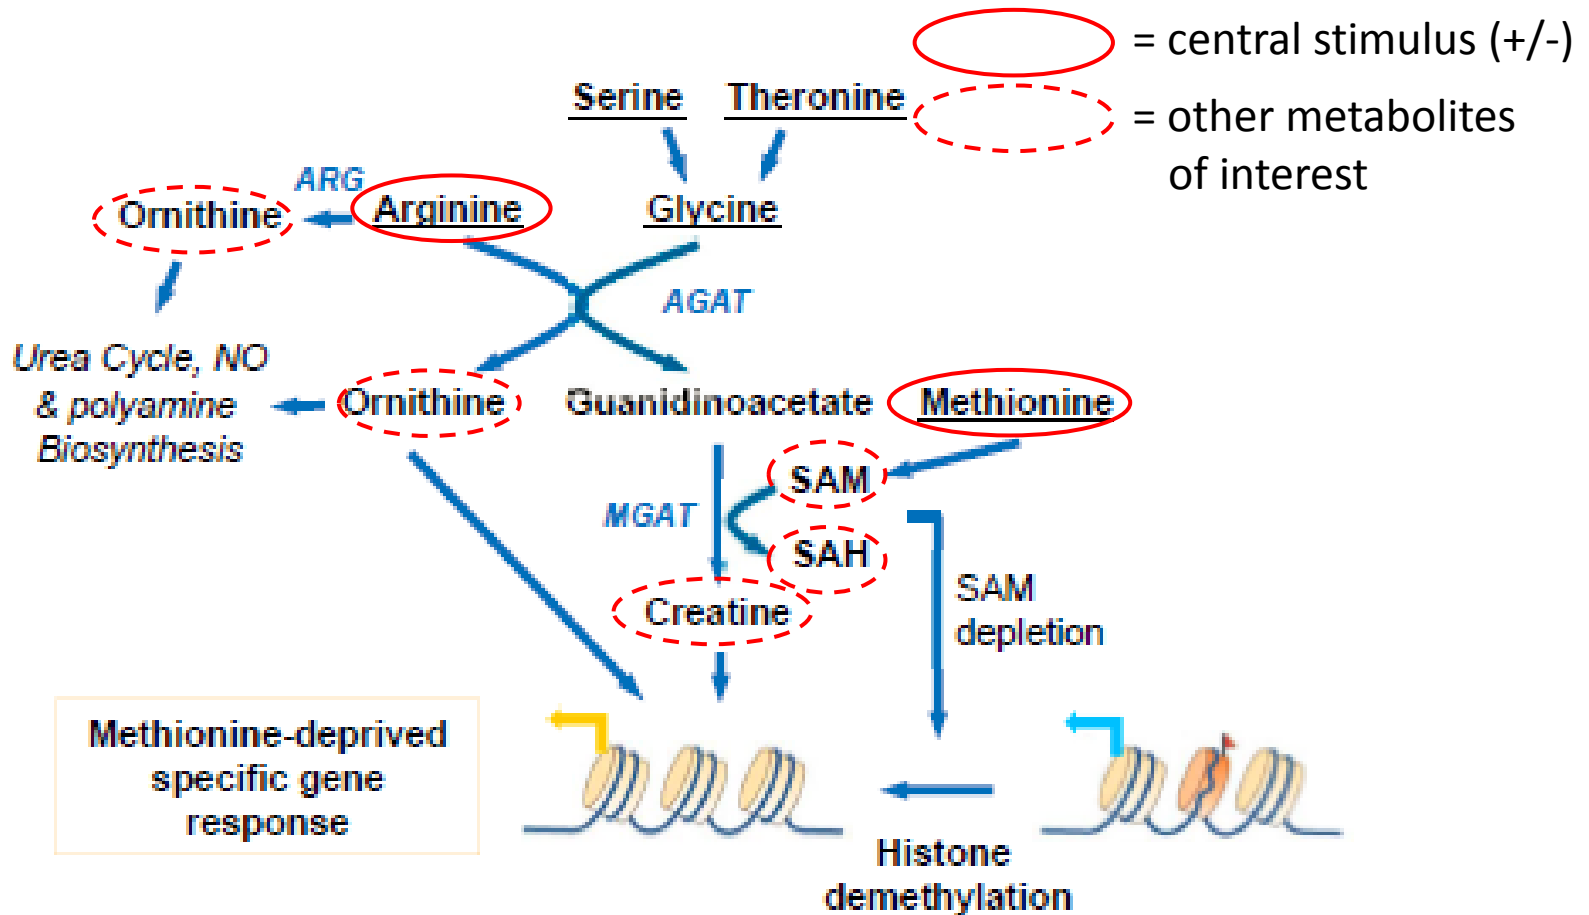 = central stimulus (+/-)
= other metabolites
of interest
Serine
Theronine
ARG
Ornithine
Arginine
Glycine
AGAT
Urea Cycle, NO
& polyamine
Biosynthesis
Ornithine
Guanidinoacetate
Methionine
SAM
MGAT
SAH
Creatine
SAM
depletion
Methionine-deprived
specific gene
response
Histone
demethylation